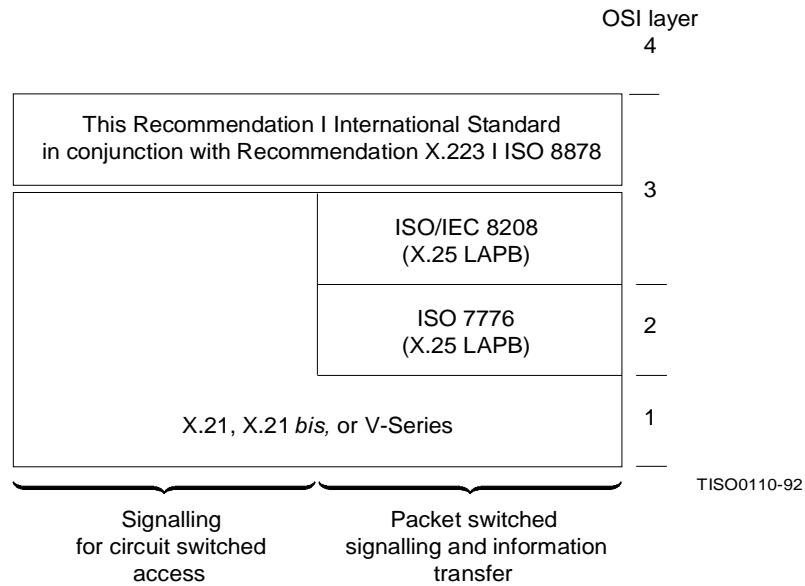 OSI layer
4
This Recommendation I International Standard
in conjunction with Recommendation X.223 I ISO 8878
3
ISO/IEC 8208
(X.25 LAPB)
ISO 7776
(X.25 LAPB)
2
X.21, X.21 bis, or V-Series
1
TISO0110-92
Signalling
for circuit switched
access
Packet switched
signalling and information
transfer